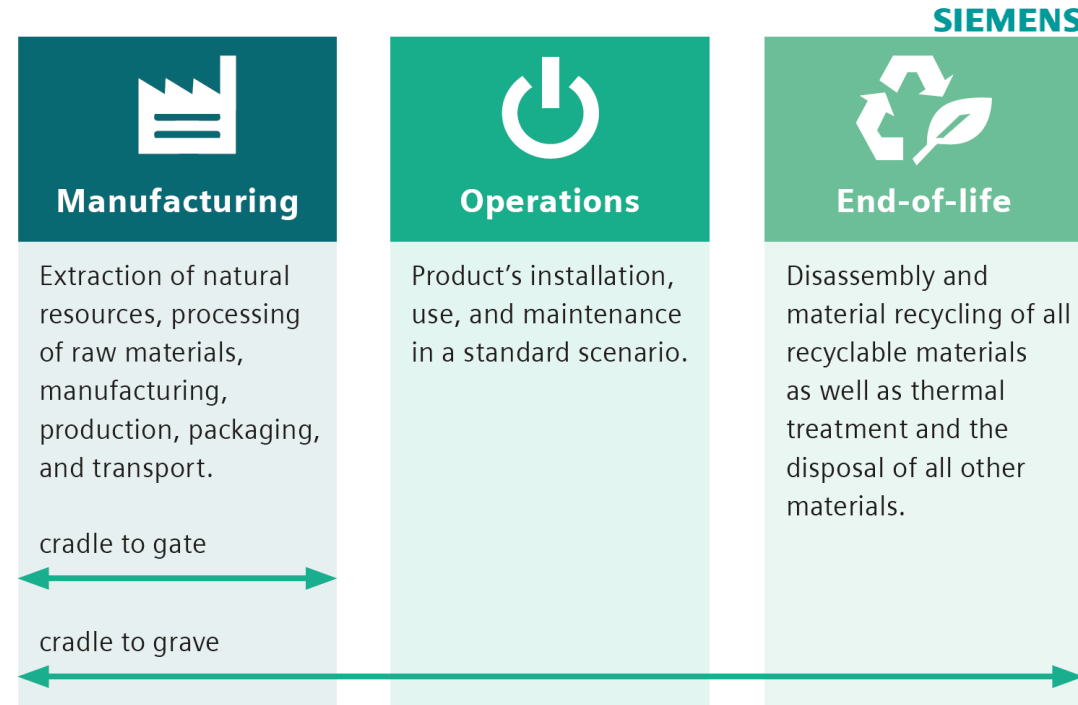 SIEMENS
Manufacturing
Extraction of natural
resources, processing
of raw materials,
manufacturing,
production, packaging,
and transport.
cradle to gate
cradle to grave
Operations
Product’s installation,
use, and maintenance
in a standard scenario.
End-of-life
Disassembly and
material recycling of all
recyclable materials
as well as thermal
treatment and the
disposal of all other
materials.